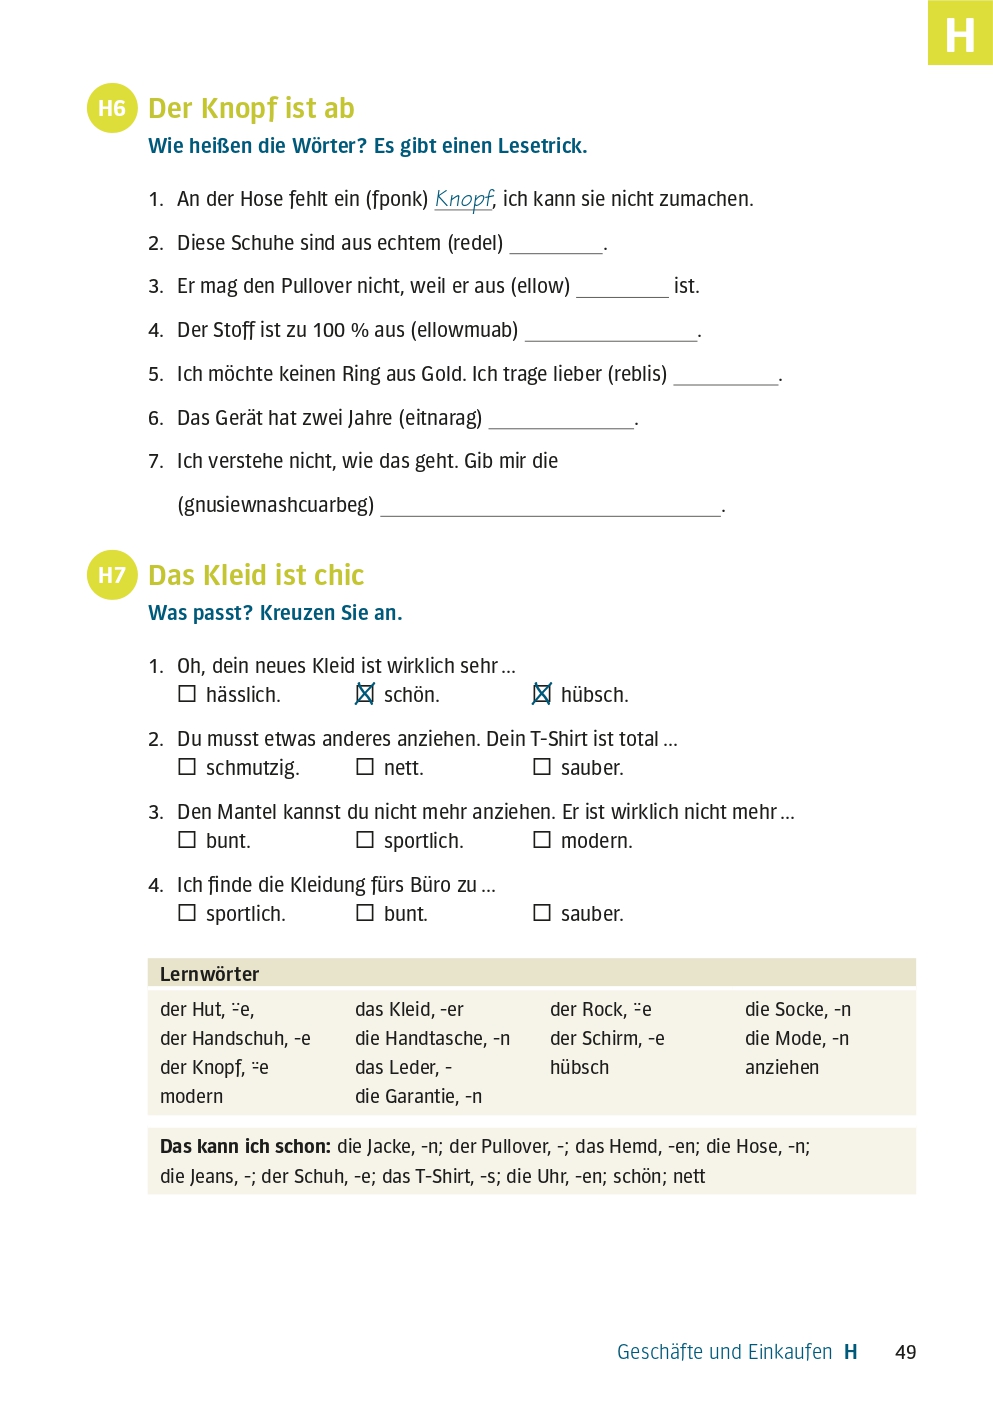 H
H6 Der Knopf ist ab
Wie heißen die Wörter? Es gibt einen Lesetrick.
1. An der Hose fehlt ein (fponk) Knopf, ich kann sie nicht zumachen.
2. Diese Schuhe sind aus echtem (redel) _________.
3. Er mag den Pullover nicht, weil er aus (ellow) _________ ist.
4. Der Stoff ist zu 100 % aus (ellowmuab) _________________.
5. Ich möchte keinen Ring aus Gold. Ich trage lieber (reblis) __________.
6. Das Gerät hat zwei Jahre (eitnarag) ______________.
7. Ich verstehe nicht, wie das geht. Gib mir die
(gnusiewnashcuarbeg) __________________________________.
H7 Das Kleid ist chic
Was passt? Kreuzen Sie an.
1. Oh, dein neues Kleid ist wirklich sehr ...
☐ hässlich. ☒ schön. ☒ hübsch.
2. Du musst etwas anderes anziehen. Dein T-Shirt ist total ...
☐ schmutzig. ☐ nett. ☐ sauber.
3. Den Mantel kannst du nicht mehr anziehen. Er ist wirklich nicht mehr ...
☐ bunt. ☐ sportlich. ☐ modern.
4. Ich finde die Kleidung fürs Büro zu ...
☐ sportlich. ☐ bunt. ☐ sauber.
Lernwörter
der Hut, ⸚e, das Kleid, -er der Rock, ⸚e die Socke, -n
der Handschuh, -e die Handtasche, -n der Schirm, -e die Mode, -n
der Knopf, ⸚e das Leder, - hübsch anziehen
modern die Garantie, -n
Das kann ich schon: die Jacke, -n; der Pullover, -; das Hemd, -en; die Hose, -n;
die Jeans, -; der Schuh, -e; das T-Shirt, -s; die Uhr, -en; schön; nett
Geschäfte und Einkaufen H 49